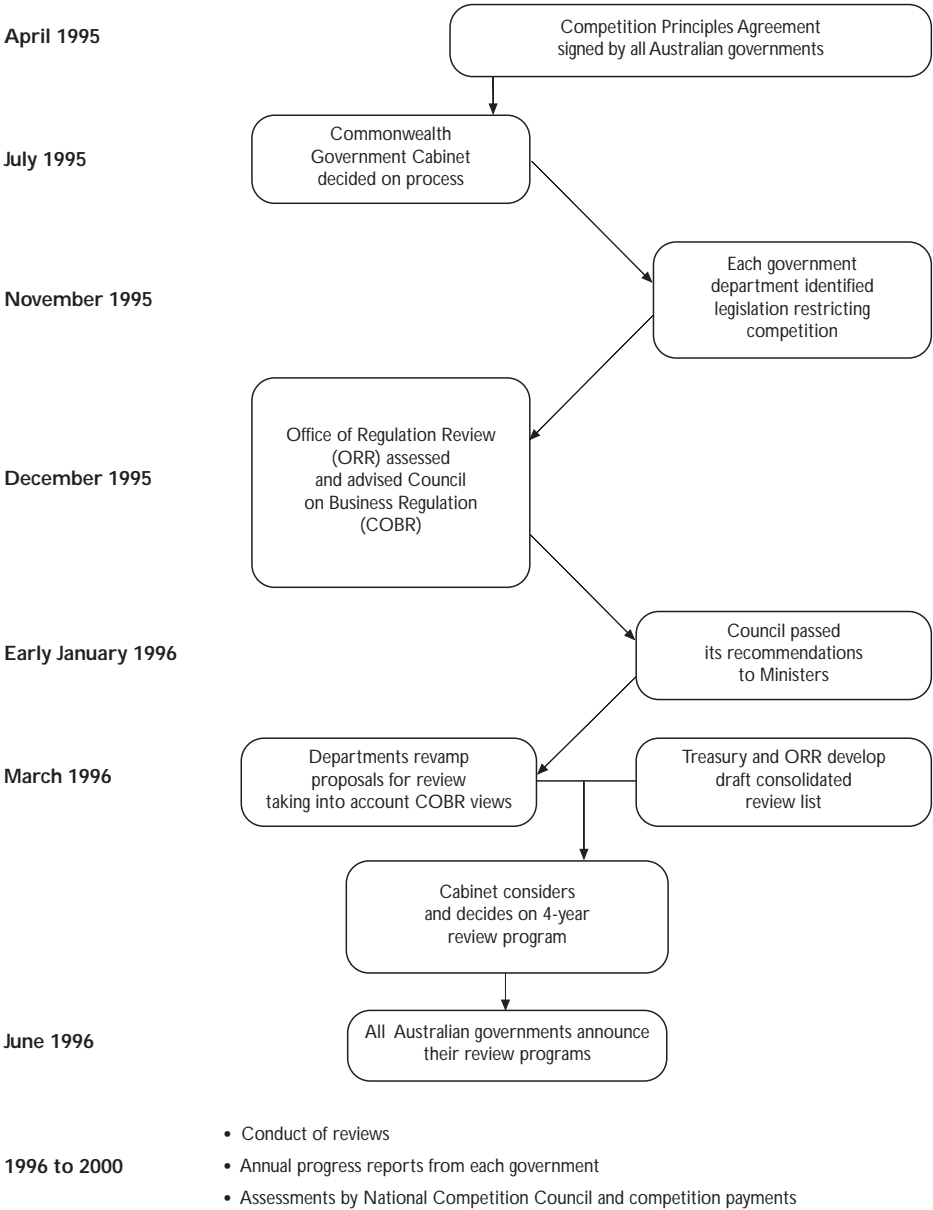 April 1995
Competition Principles Agreement
signed by all Australian governments
July 1995
Commonwealth
Government Cabinet
decided on process
November 1995
Each government
department identified
legislation restricting
competition
December 1995
Office of Regulation Review
(ORR) assessed
and advised Council
on Business Regulation
(COBR)
Early January 1996
Council passed
its recommendations
to Ministers
March 1996
Departments revamp
proposals for review
taking into account COBR views
Treasury and ORR develop
draft consolidated
review list
Cabinet considers
and decides on 4-year
review program
June 1996
All Australian governments announce
their review programs
1996 to 2000
• Conduct of reviews
• Annual progress reports from each government
• Assessments by National Competition Council and competition payments